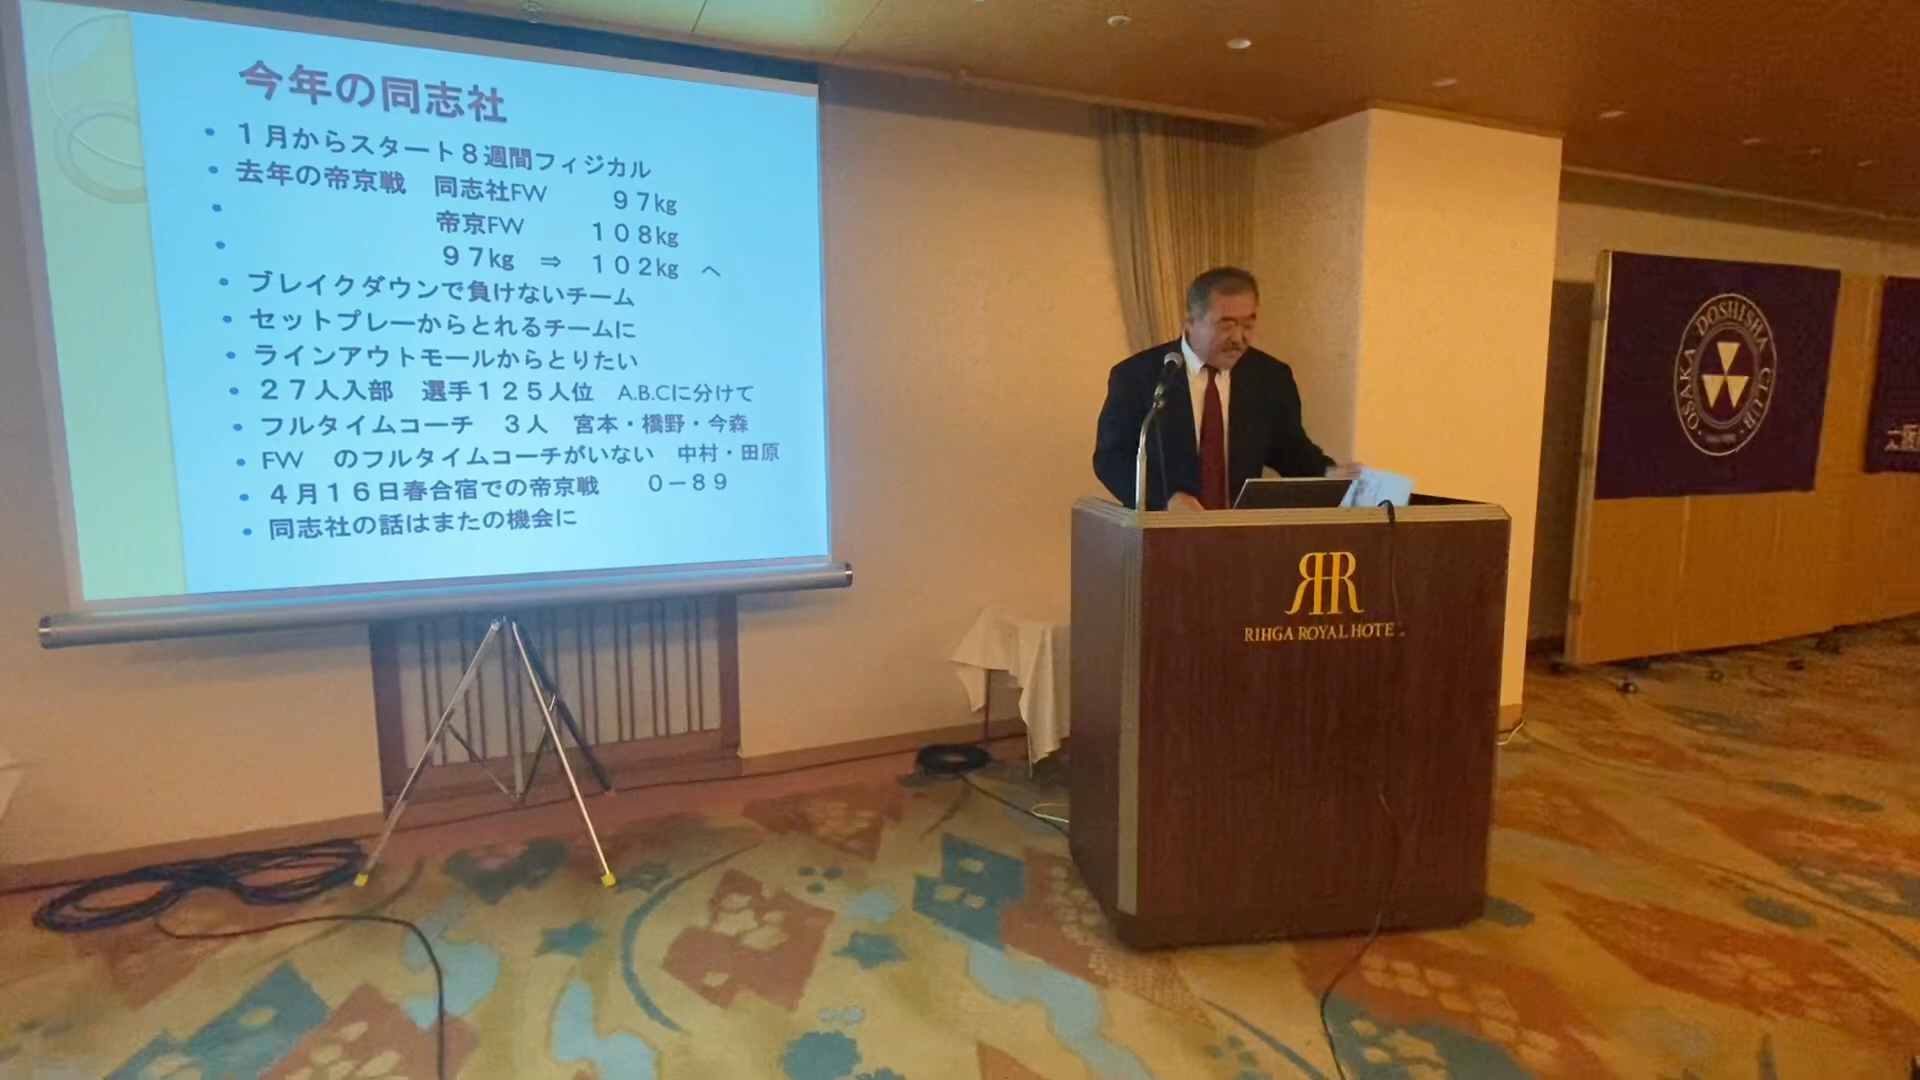 今年の同志社
• １月からスタート８週間フィジカル
• 去年の帝京戦　同志社FW　９７㎏
• 帝京FW　１０８㎏
• ９７㎏　⇒　１０２㎏　へ
• ブレイクダウンで負けないチーム
• セットプレーからとれるチームに
• ラインアウトモールからとりたい
• ２７人入部　選手１２５人位　A.B.Cに分けて
• フルタイムコーチ　３人　宮本・橋野・今森
• FW　のフルタイムコーチがいない　中村・田原
• ４月１６日春合宿での帝京戦　０－８９
• 同志社の話はまたの機会に
RR
RIHGA ROYAL HOTE
OSAKA DOSHISHA CLUB
大阪